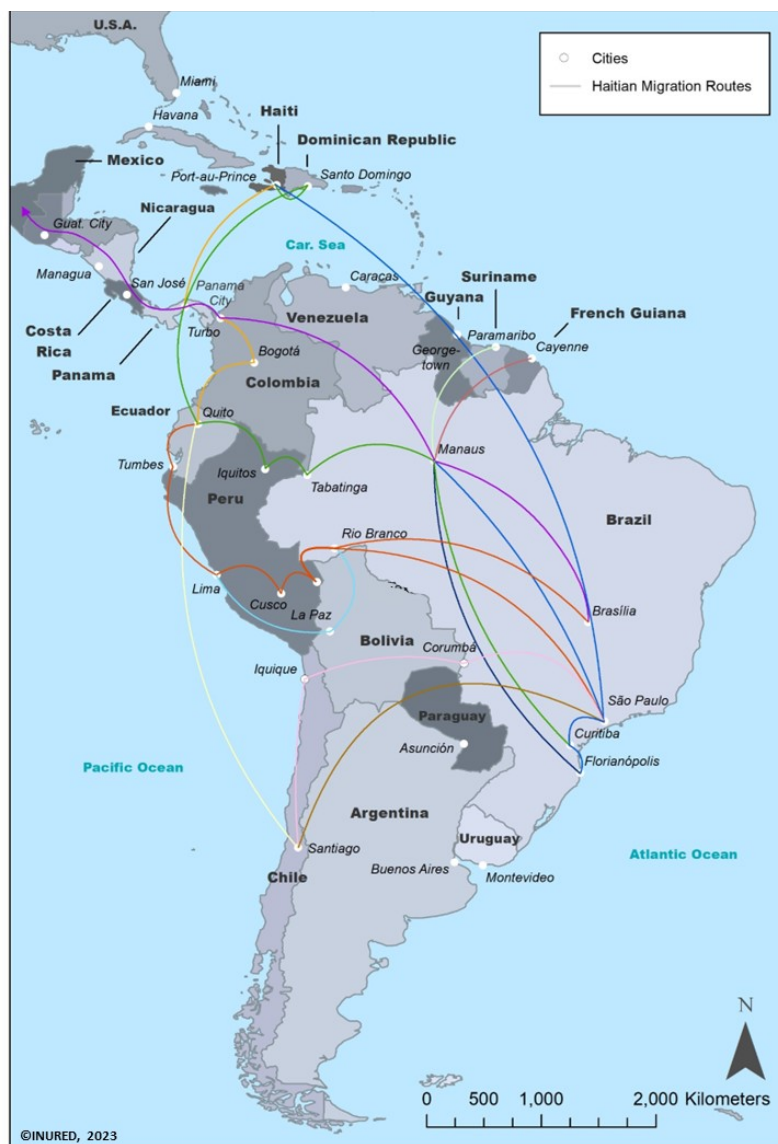 U.S.A.
Cities
Haitian Migration Routes
Miami
Havana
Haiti
Dominican Republic
Mexico
Port-au-Prince
Santo Domingo
Nicaragua
Guat. City
Car. Sea
Managua
San José
Panama
City
Caracas
Suriname
Guyana
Paramaribo
French Guiana
Costa
Rica
Turbo
Venezuela
George-
town
Cayenne
Panama
Bogotá
Colombia
Ecuador
Quito
Manaus
Tumbes
Iquitos
Tabatinga
Peru
Brazil
Rio Branco
Lima
Cusco
La Paz
Brasília
Bolivia
Corumbá
Iquique
São Paulo
Paraguay
Curitiba
Asunción
Florianópolis
Pacific Ocean
Argentina
Uruguay
Santiago
Atlantic Ocean
Buenos Aires
Chile
Montevideo
N
0 500 1,000 2,000 Kilometers
©INURED, 2023